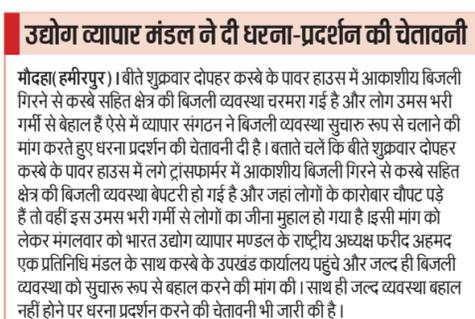 उद्योग व्यापार मंडल ने दी धरना-प्रदर्शन की चेतावनी
मौदहा( हमीरपुर )।बीते शुक्रवार दोपहर कस्बे के पावर हाउस में आकाशीय बिजली
गिरने से कस्बे सहित क्षेत्र की बिजली व्यवस्था चरमरा गई है और लोग उमस भरी
गर्मी से बेहाल हैं ऐसे में व्यापार संगठन ने बिजली व्यवस्था सुचारु रूप से चलाने की
मांग करते हुए धरना प्रदर्शन की चेतावनी दी है। बताते चलें कि बीते शुक्रवार दोपहर
कस्बे के पावर हाउस में लगे ट्रांसफार्मर में आकाशीय बिजली गिरने से कस्बे सहित
क्षेत्र की बिजली व्यवस्था बेपटरी हो गई है और जहां लोगों के कारोबार चौपट पड़े
हैं तो वहीं इस उमस भरी गर्मी से लोगों का जीना मुहाल हो गया है।इसी मांग को
लेकर मंगलवार को भारत उद्योग व्यापार मण्डल के राष्ट्रीय अध्यक्ष फरीद अहमद
एक प्रतिनिधि मंडल के साथ कस्बे के उपखंड कार्यालय पहुंचे और जल्द ही बिजली
व्यवस्था को सुचारू रूप से बहाल करने की मांग की। साथ ही जल्द व्यवस्था बहाल
नहीं होने पर धरना प्रदर्शन करने की चेतावनी भी जारी की है।